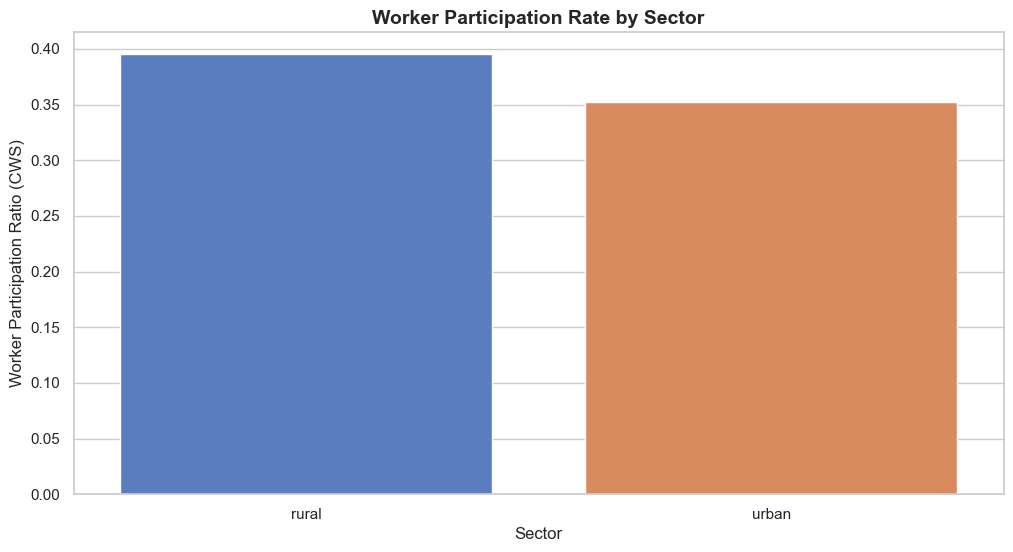 Worker Participation Rate by Sector
Worker Participation Ratio (CWS)
0.40
0.35
0.30
0.25
0.20
0.15
0.10
0.05
0.00
rural
urban
Sector